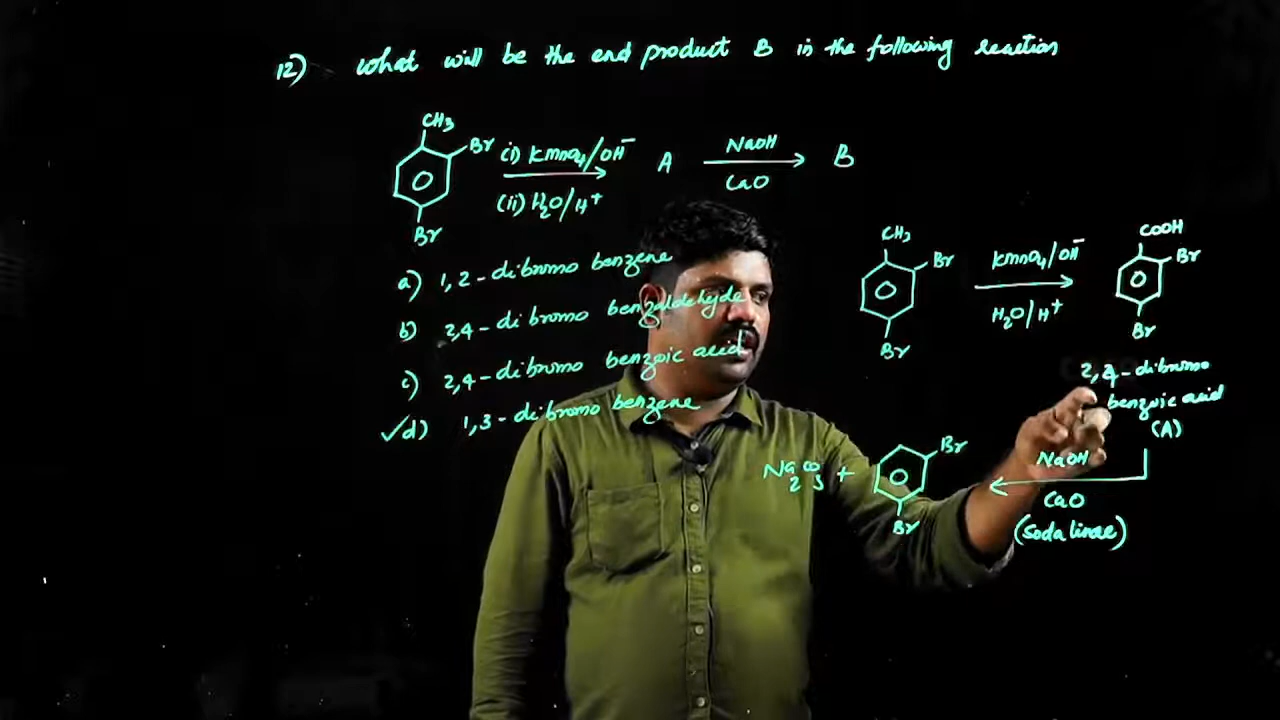 12) what will be the end product B in the following reaction
CH3
Br
(i) KmnO4/OH⁻
(ii) H2O/H⁺
A
NaOH
CaO
B
Br
a) 1,2-dibromo benzene
b) 2,4-dibromo benzaldehyde
c) 2,4-dibromo benzoic acid
✓d) 1,3-dibromo benzene
CH3
Br
Br
KmnO4/OH⁻
H2O/H⁺
COOH
Br
Br
2,4-dibromo
benzoic acid
(A)
NaOH
CaO
(Soda lime)
Na2CO3 +
Br
Br